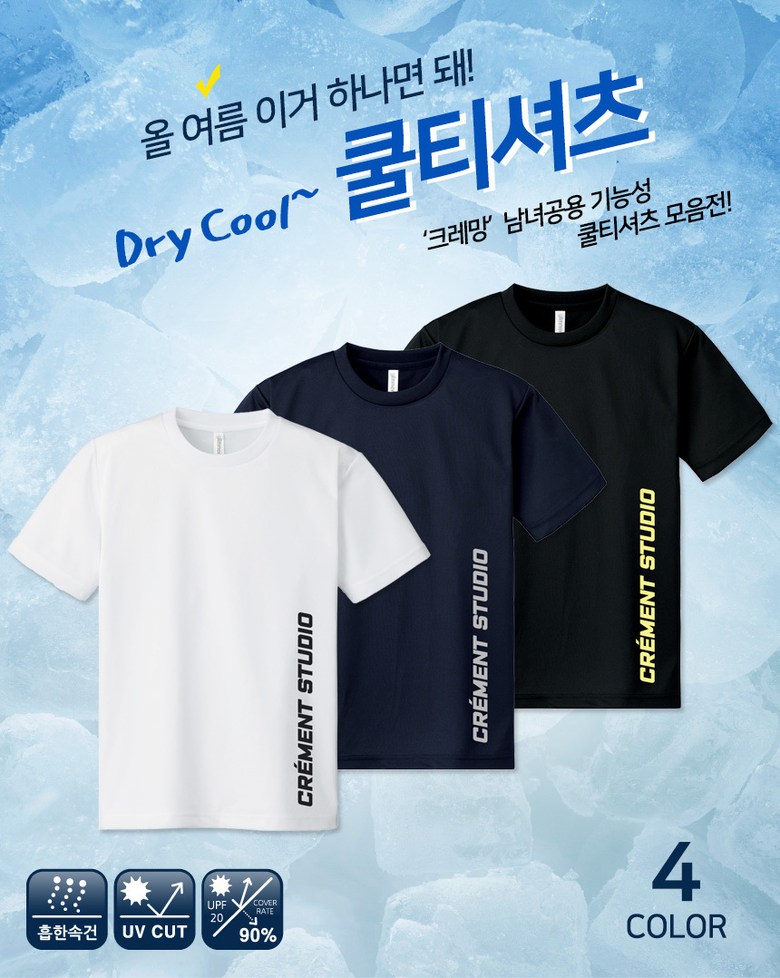 올 여름 이거 하나면 돼!
Dry Cool~ 쿨티셔츠
‘크레망’ 남녀공용 기능성
쿨티셔츠 모음전!
CRÉMENT STUDIO
CRÉMENT STUDIO
CRÉMENT STUDIO
흡한속건
UV CUT
UPF
20
COVER
RATE
90%
4
COLOR